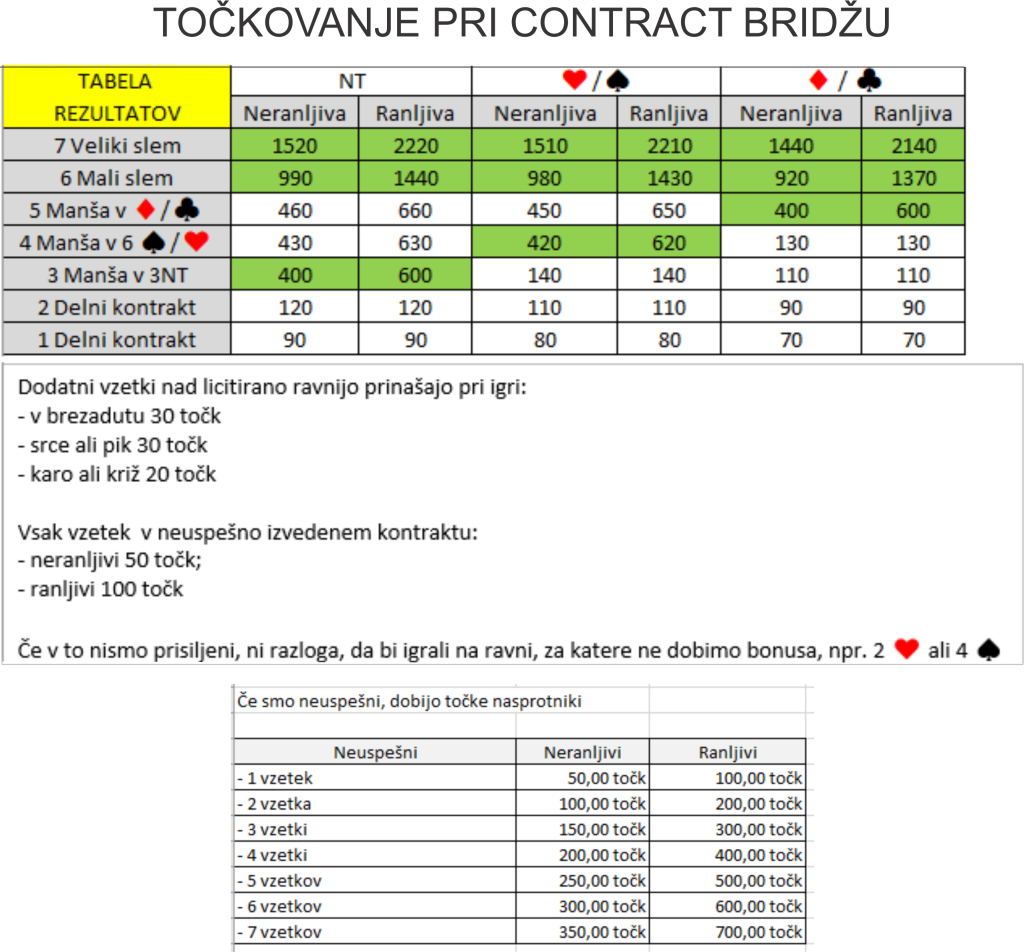 TOČKOVANJE PRI CONTRACT BRIDŽU
TABELA REZULTATOV NT ♥ / ♠ ♦ / ♣
Neranljiva Ranljiva Neranljiva Ranljiva Neranljiva Ranljiva
7 Veliki slem 1520 2220 1510 2210 1440 2140
6 Mali slem 990 1440 980 1430 920 1370
5 Manša v ♦ / ♣ 460 660 450 650 400 600
4 Manša v 6 ♠ / ♥ 430 630 420 620 130 130
3 Manša v 3NT 400 600 140 140 110 110
2 Delni kontrakt 120 120 110 110 90 90
1 Delni kontrakt 90 90 80 80 70 70
Dodatni vzetki nad licitirano ravnijo prinašajo pri igri:
- v brezadutu 30 točk
- srce ali pik 30 točk
- karo ali križ 20 točk
Vsak vzetek v neuspešno izvedenem kontraktu:
- neranljivi 50 točk;
- ranljivi 100 točk
Če v to nismo prisiljeni, ni razloga, da bi igrali na ravni, za katere ne dobimo bonusa, npr. 2 ♥ ali 4 ♠
Če smo neuspešni, dobijo točke nasprotniki
Neuspešni Neranljivi Ranljivi
- 1 vzetek 50,00 točk 100,00 točk
- 2 vzetka 100,00 točk 200,00 točk
- 3 vzetki 150,00 točk 300,00 točk
- 4 vzetki 200,00 točk 400,00 točk
- 5 vzetkov 250,00 točk 500,00 točk
- 6 vzetkov 300,00 točk 600,00 točk
- 7 vzetkov 350,00 točk 700,00 točk